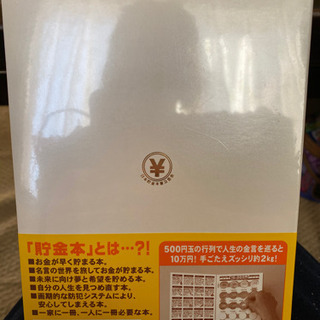 ¥
「貯金本」とは…?!
■お金が早く貯まる本。
■名言の世界を旅してお金が貯まる本。
■未来に向け夢と希望を貯める本。
■自分の人生を見つめ直す本。
■画期的な防犯システムにより、
安心してしまえる本。
■一家に一冊、一人に一冊必要な本。
500円玉の行列で人生の金言を巡ると
10万円!手ごたえズッシリ約2kg!